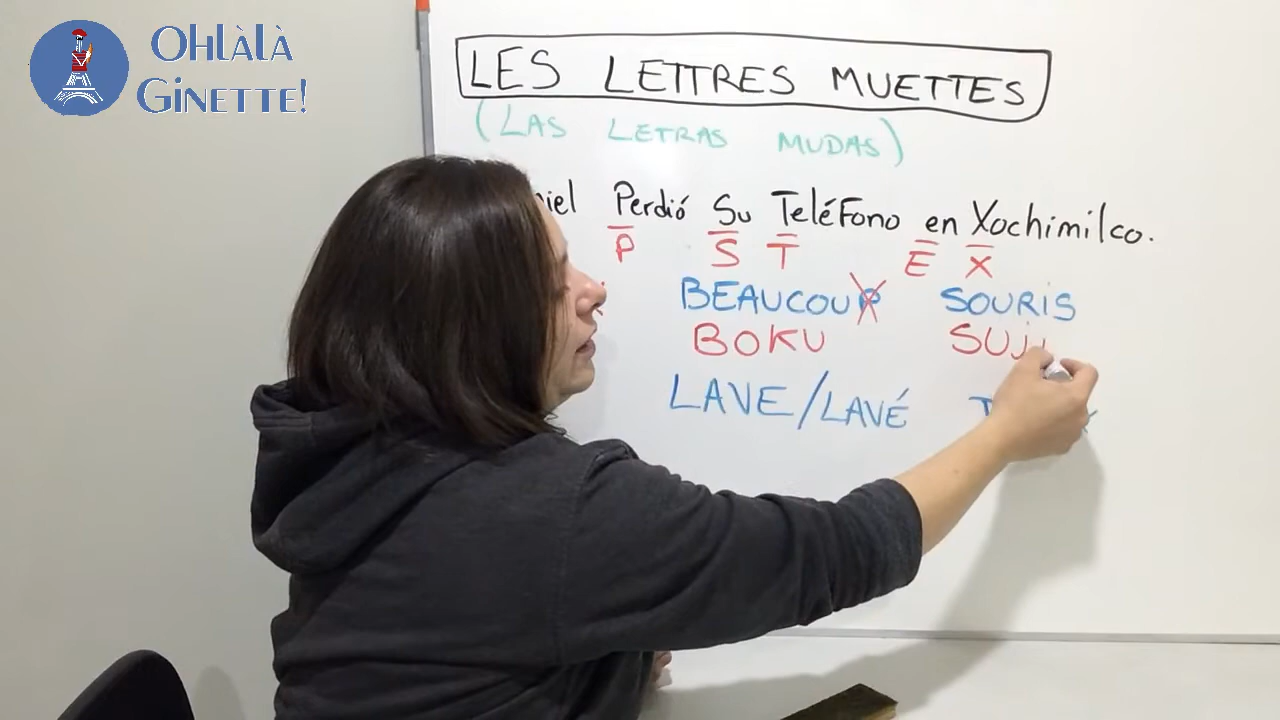 OHLÀLÀ
GINETTE!
LES LETTRES MUETTES
(LAS LETRAS MUDAS)
Perdió Su Teléfono en Xochimilco.
P S T E X
BEAUCOUP SOURIS
BOKU
LAVE/LAVÉ